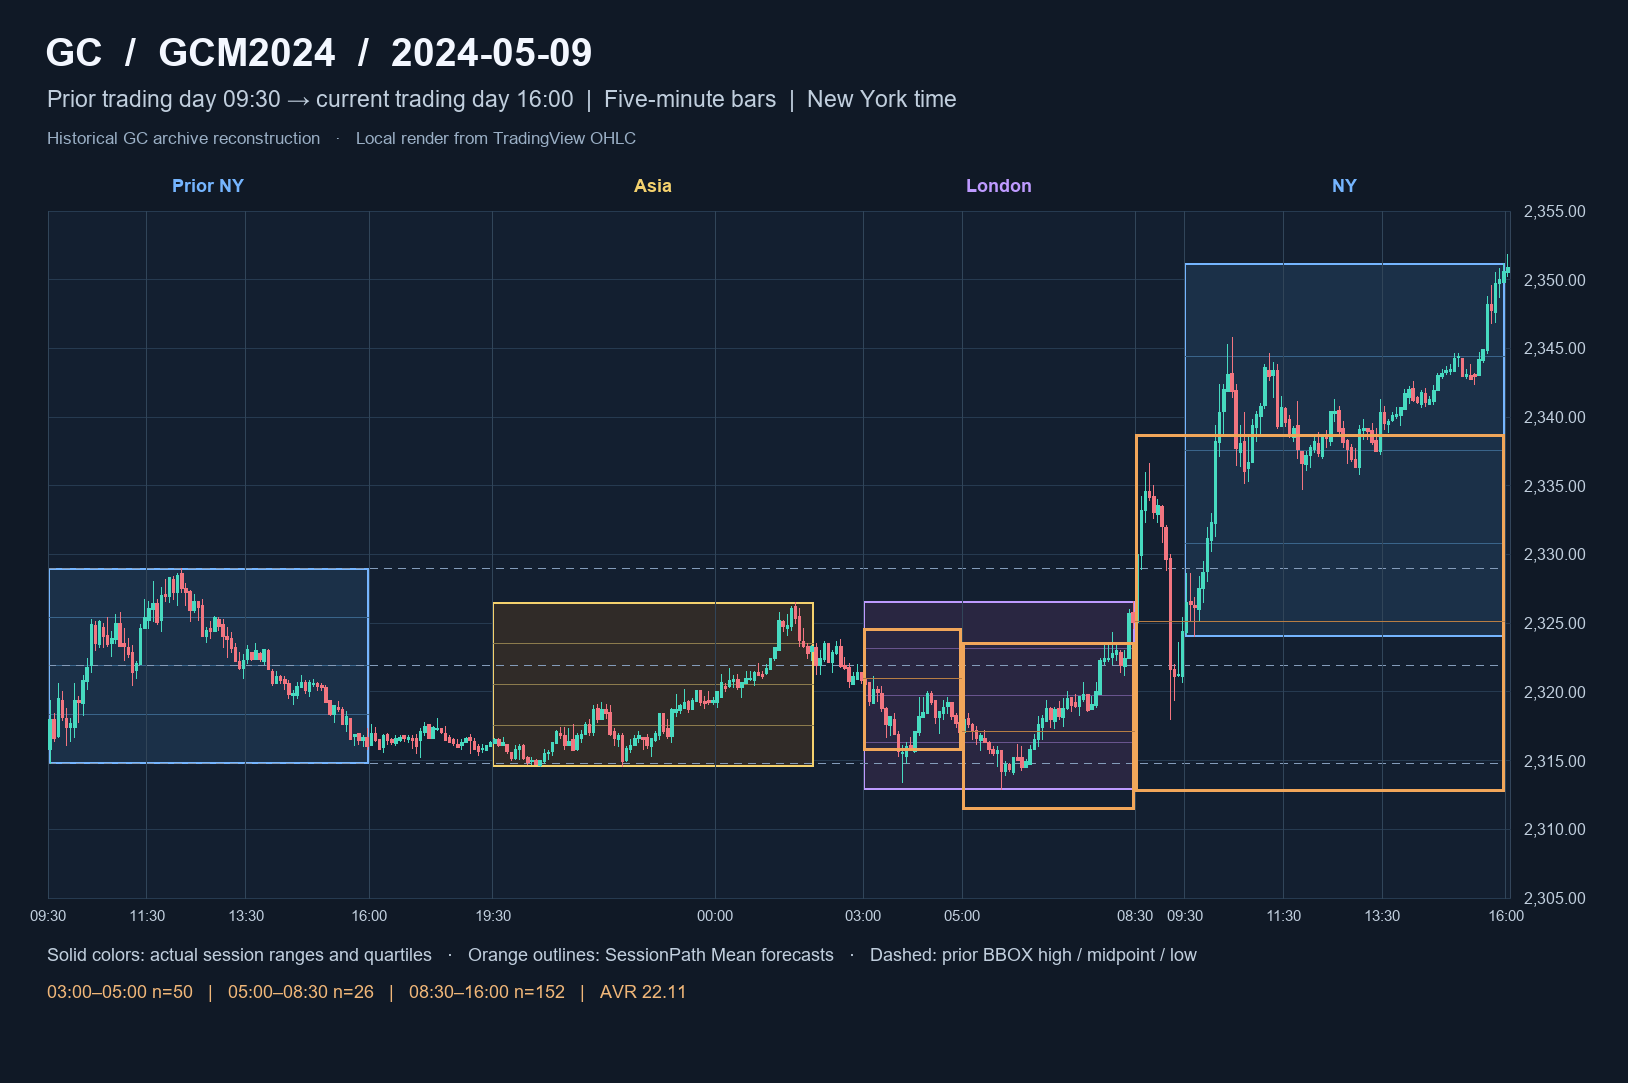 GC / GCM2024 / 2024-05-09
Prior trading day 09:30 → current trading day 16:00 | Five-minute bars | New York time
Historical GC archive reconstruction · Local render from TradingView OHLC
Prior NY Asia London NY
2,355.00
2,350.00
2,345.00
2,340.00
2,335.00
2,330.00
2,325.00
2,320.00
2,315.00
2,310.00
2,305.00
09:30 11:30 13:30 16:00 19:30 00:00 03:00 05:00 08:30 09:30 11:30 13:30 16:00
Solid colors: actual session ranges and quartiles · Orange outlines: SessionPath Mean forecasts · Dashed: prior BBOX high / midpoint / low
03:00–05:00 n=50 | 05:00–08:30 n=26 | 08:30–16:00 n=152 | AVR 22.11